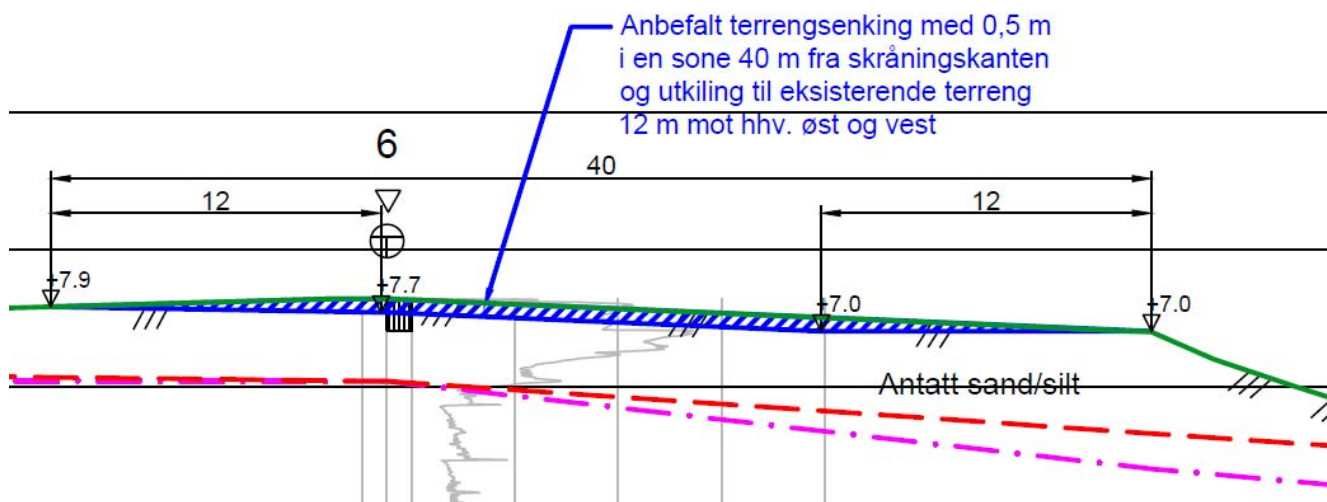 Anbefalt terrengsenking med 0,5 m
i en sone 40 m fra skråningskanten
og utkiling til eksisterende terreng
12 m mot hhv. øst og vest
6
40
12
12
+7.9
+7.7
+7.0
+7.0
Antatt sand/silt